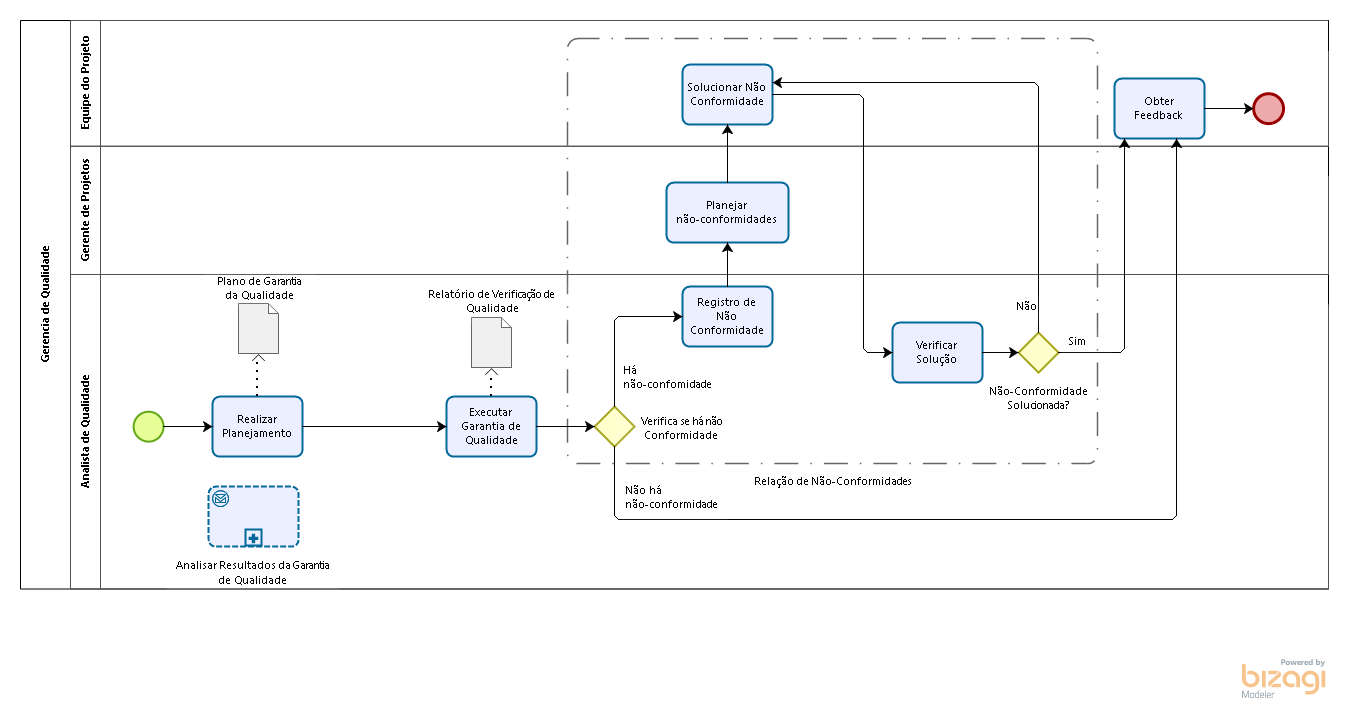 Gerencia de Qualidade
Equipe do Projeto
Solucionar Não
Conformidade
Obter
Feedback
Gerente de Projetos
Planejar
não-conformidades
Analista de Qualidade
Plano de Garantia
da Qualidade
Relatório de Verificação de
Qualidade
Realizar
Planejamento
Executar
Garantia de
Qualidade
Há
não-confomidade
Verifica se há não
Conformidade
Não há
não-conformidade
Registro de
Não
Conformidade
Verificar
Solução
Não
Sim
Não-Conformidade
Solucionada?
Relação de Não-Conformidades
Analisar Resultados da Garantia
de Qualidade
Powered by
bizagi
Modeler